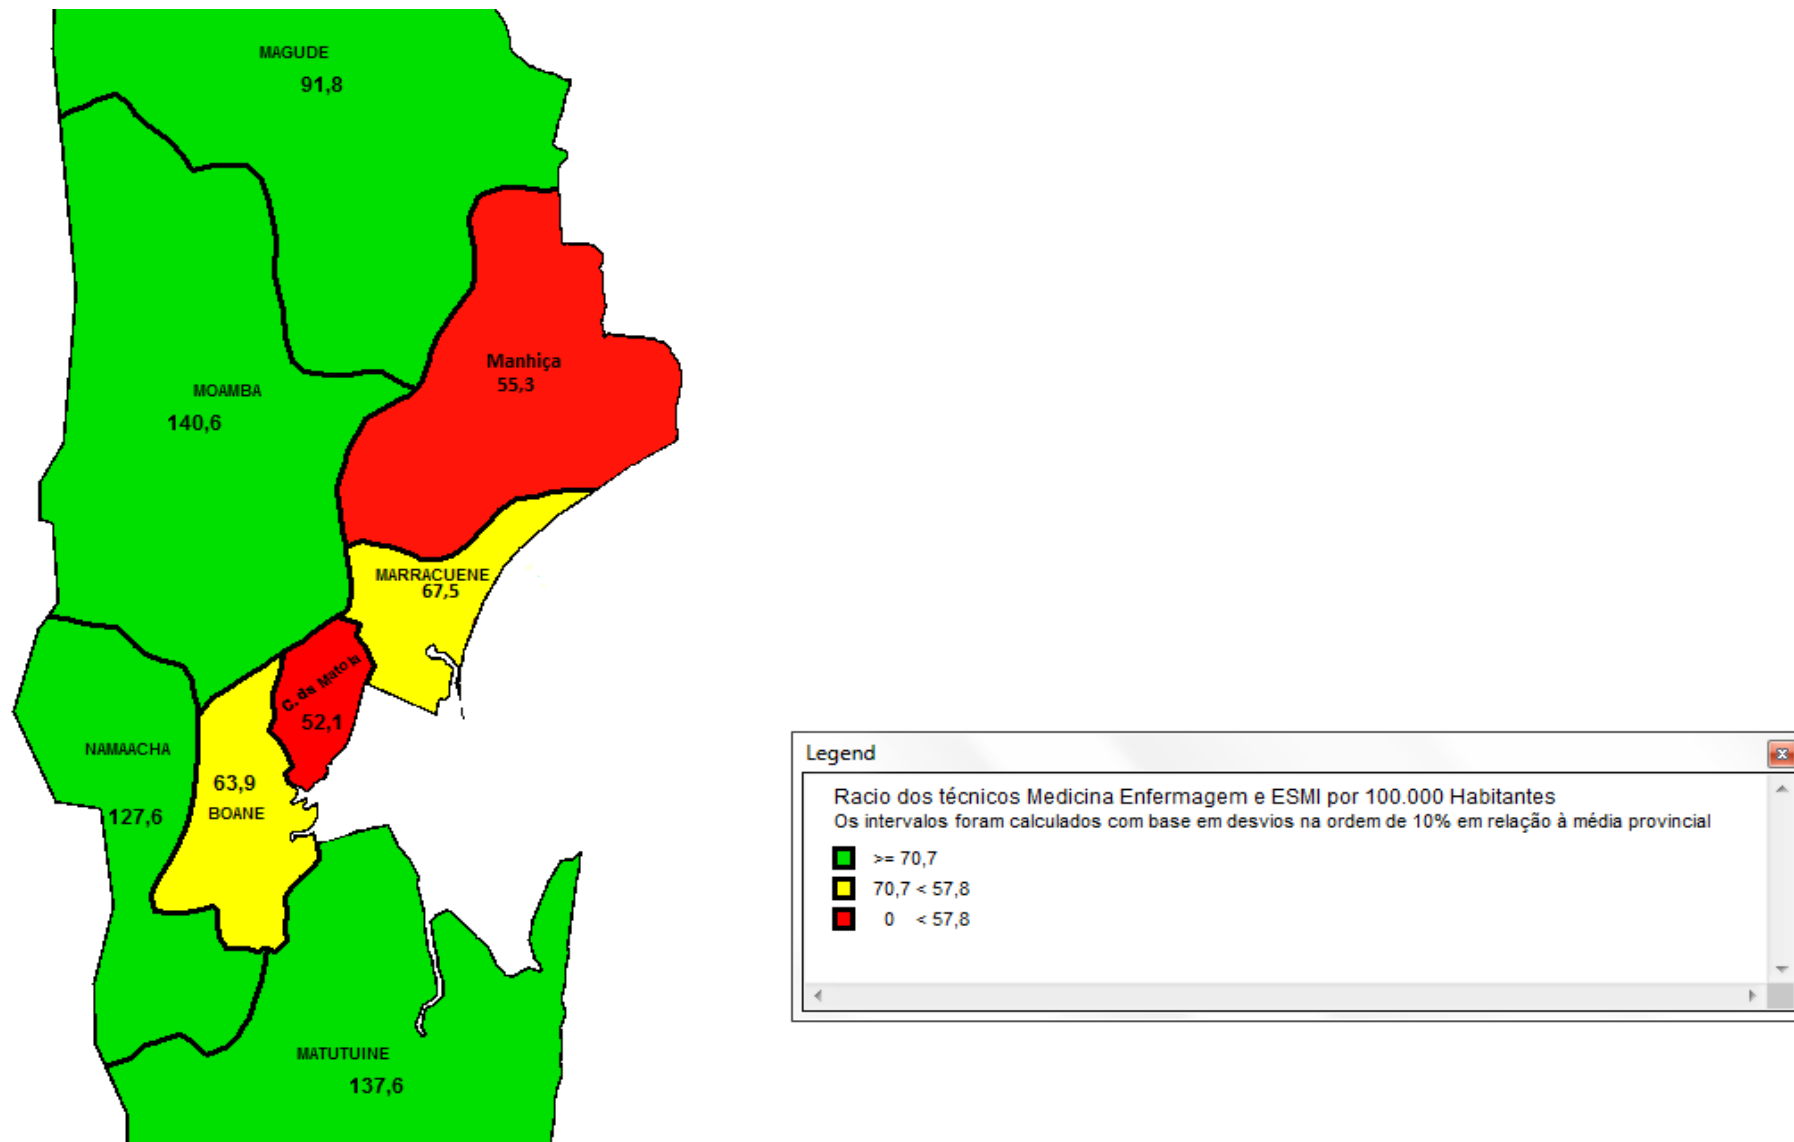 MAGUDE
91,8
Manhiça
55,3
MOAMBA
140,6
MARRACUENE
67,5
C. da Matola
52,1
NAMAACHA
127,6
63,9
BOANE
MATUTUINE
137,6
Legend
Racio dos técnicos Medicina Enfermagem e ESMI por 100.000 Habitantes
Os intervalos foram calculados com base em desvios na ordem de 10% em relação à média provincial
>= 70,7
70,7 < 57,8
0 < 57,8